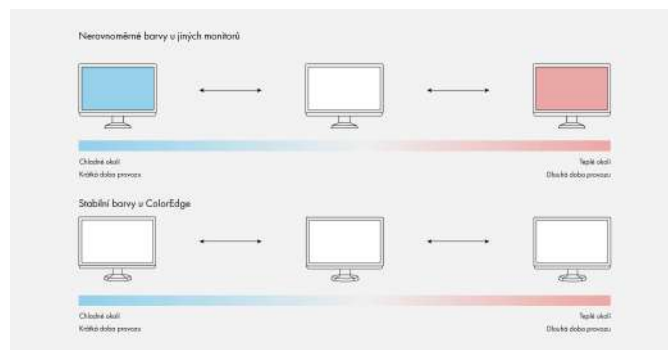 Nerovnoměrné barvy u jiných monitorů
Chladné okolí
Krátká doba provozu
Teplé okolí
Dlouhá doba provozu
Stabilní barvy u ColorEdge
Chladné okolí
Krátká doba provozu
Teplé okolí
Dlouhá doba provozu